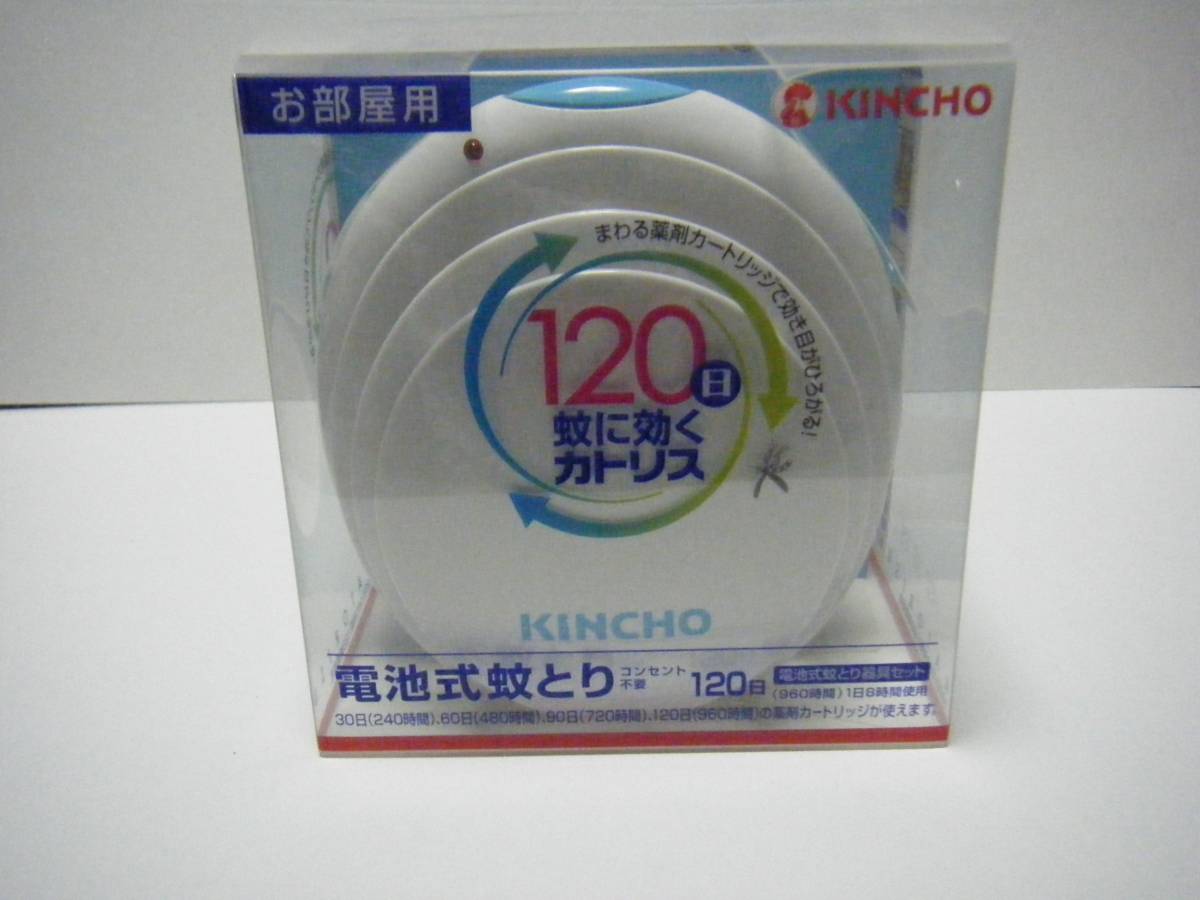 お部屋用
KINCHO
まわる薬剤カートリッジで効き目がひろがる!
120日
蚊に効く
カトリス
KINCHO
電池式蚊とり
コンセント
不要
120日
電池式蚊とり器具セット
(960時間)1日8時間使用
30日(240時間)、60日(480時間)、90日(720時間)、120日(960時間)の薬剤カートリッジが使えます。